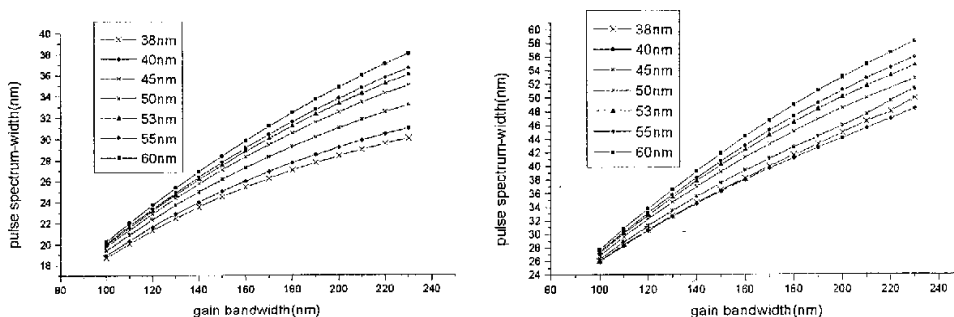 38nm
40nm
45nm
50nm
53nm
55nm
60nm
40
38
36
34
32
30
28
26
24
22
20
18
pulse spectrum-width(nm)
80 100 120 140 160 180 200 220 240
gain bandwidth(nm)
38nm
40nm
45nm
50nm
53nm
55nm
60nm
60
58
56
54
52
50
48
46
44
42
40
38
36
34
32
30
28
26
24
pulse spectrum-width(nm)
80 100 120 140 160 180 200 220 240
gain bandwidth(nm)